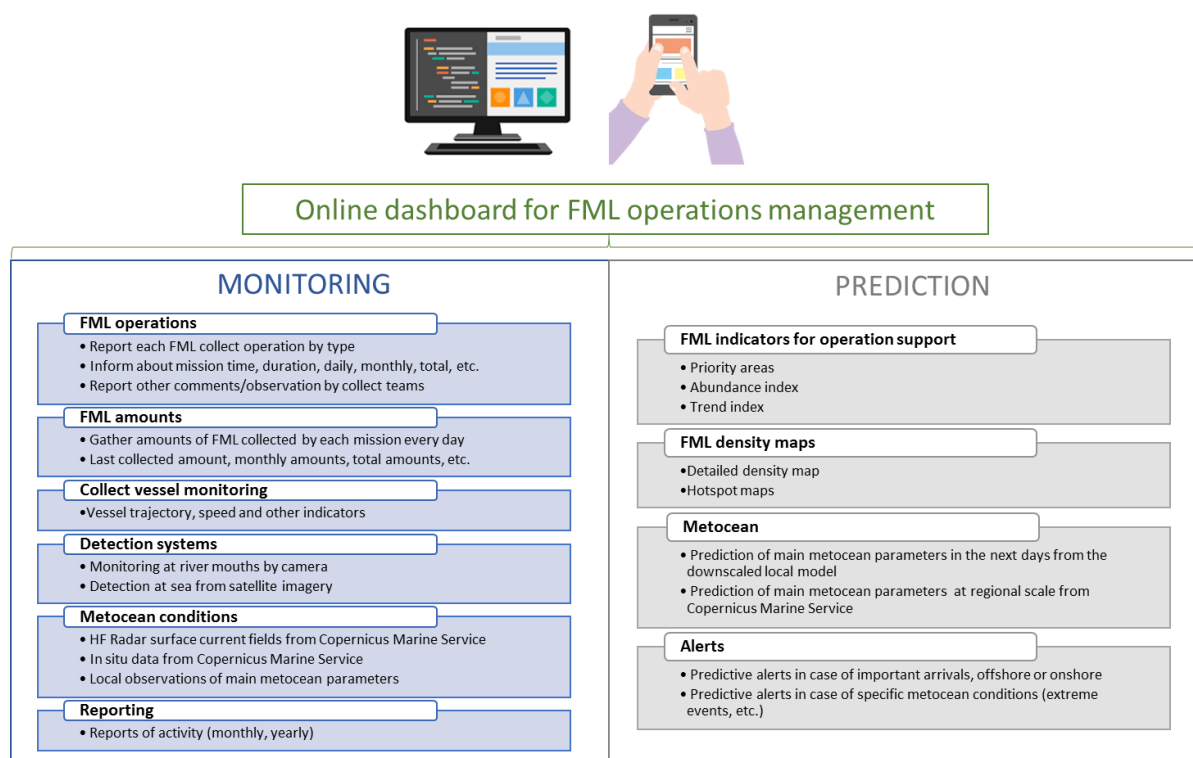 Online dashboard for FML operations management
MONITORING
FML operations
• Report each FML collect operation by type
• Inform about mission time, duration, daily, monthly, total, etc.
• Report other comments/observation by collect teams
FML amounts
• Gather amounts of FML collected by each mission every day
• Last collected amount, monthly amounts, total amounts, etc.
Collect vessel monitoring
•Vessel trajectory, speed and other indicators
Detection systems
• Monitoring at river mouths by camera
• Detection at sea from satellite imagery
Metocean conditions
• HF Radar surface current fields from Copernicus Marine Service
• In situ data from Copernicus Marine Service
• Local observations of main metocean parameters
Reporting
• Reports of activity (monthly, yearly)
PREDICTION
FML indicators for operation support
• Priority areas
• Abundance index
• Trend index
FML density maps
•Detailed density map
•Hotspot maps
Metocean
• Prediction of main metocean parameters in the next days from the
downscaled local model
• Prediction of main metocean parameters at regional scale from
Copernicus Marine Service
Alerts
• Predictive alerts in case of important arrivals, offshore or onshore
• Predictive alerts in case of specific metocean conditions (extreme
events, etc.)